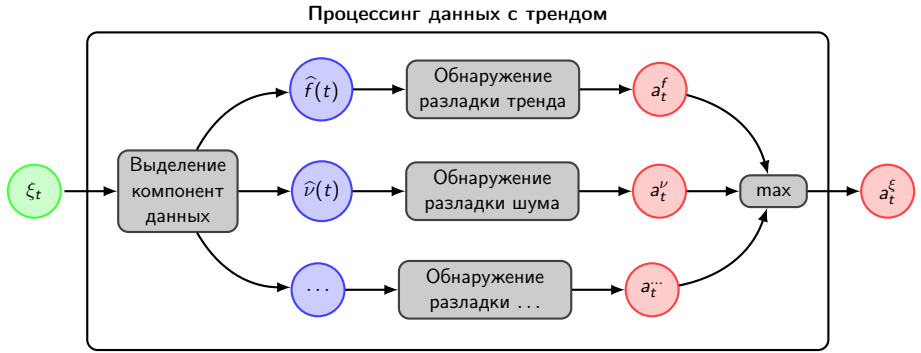 Процессинг данных с трендом
ξ_t
Выделение
компонент
данных
f̂(t)
Обнаружение
разладки тренда
a_t^f
ν̂(t)
Обнаружение
разладки шума
a_t^ν
...
Обнаружение
разладки ...
a_t^...
max
a_t^ξ